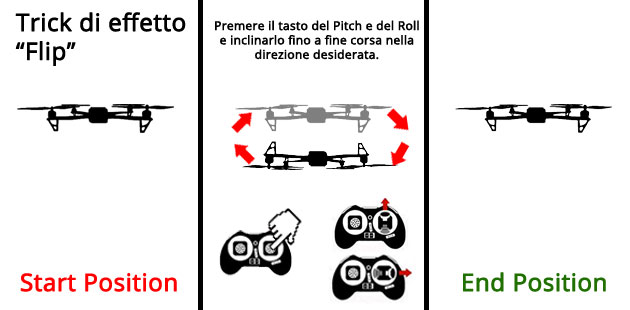 Trick di effetto
“Flip”
Premere il tasto del Pitch e del Roll
e inclinarlo fino a fine corsa nella
direzione desiderata.
Start Position
End Position